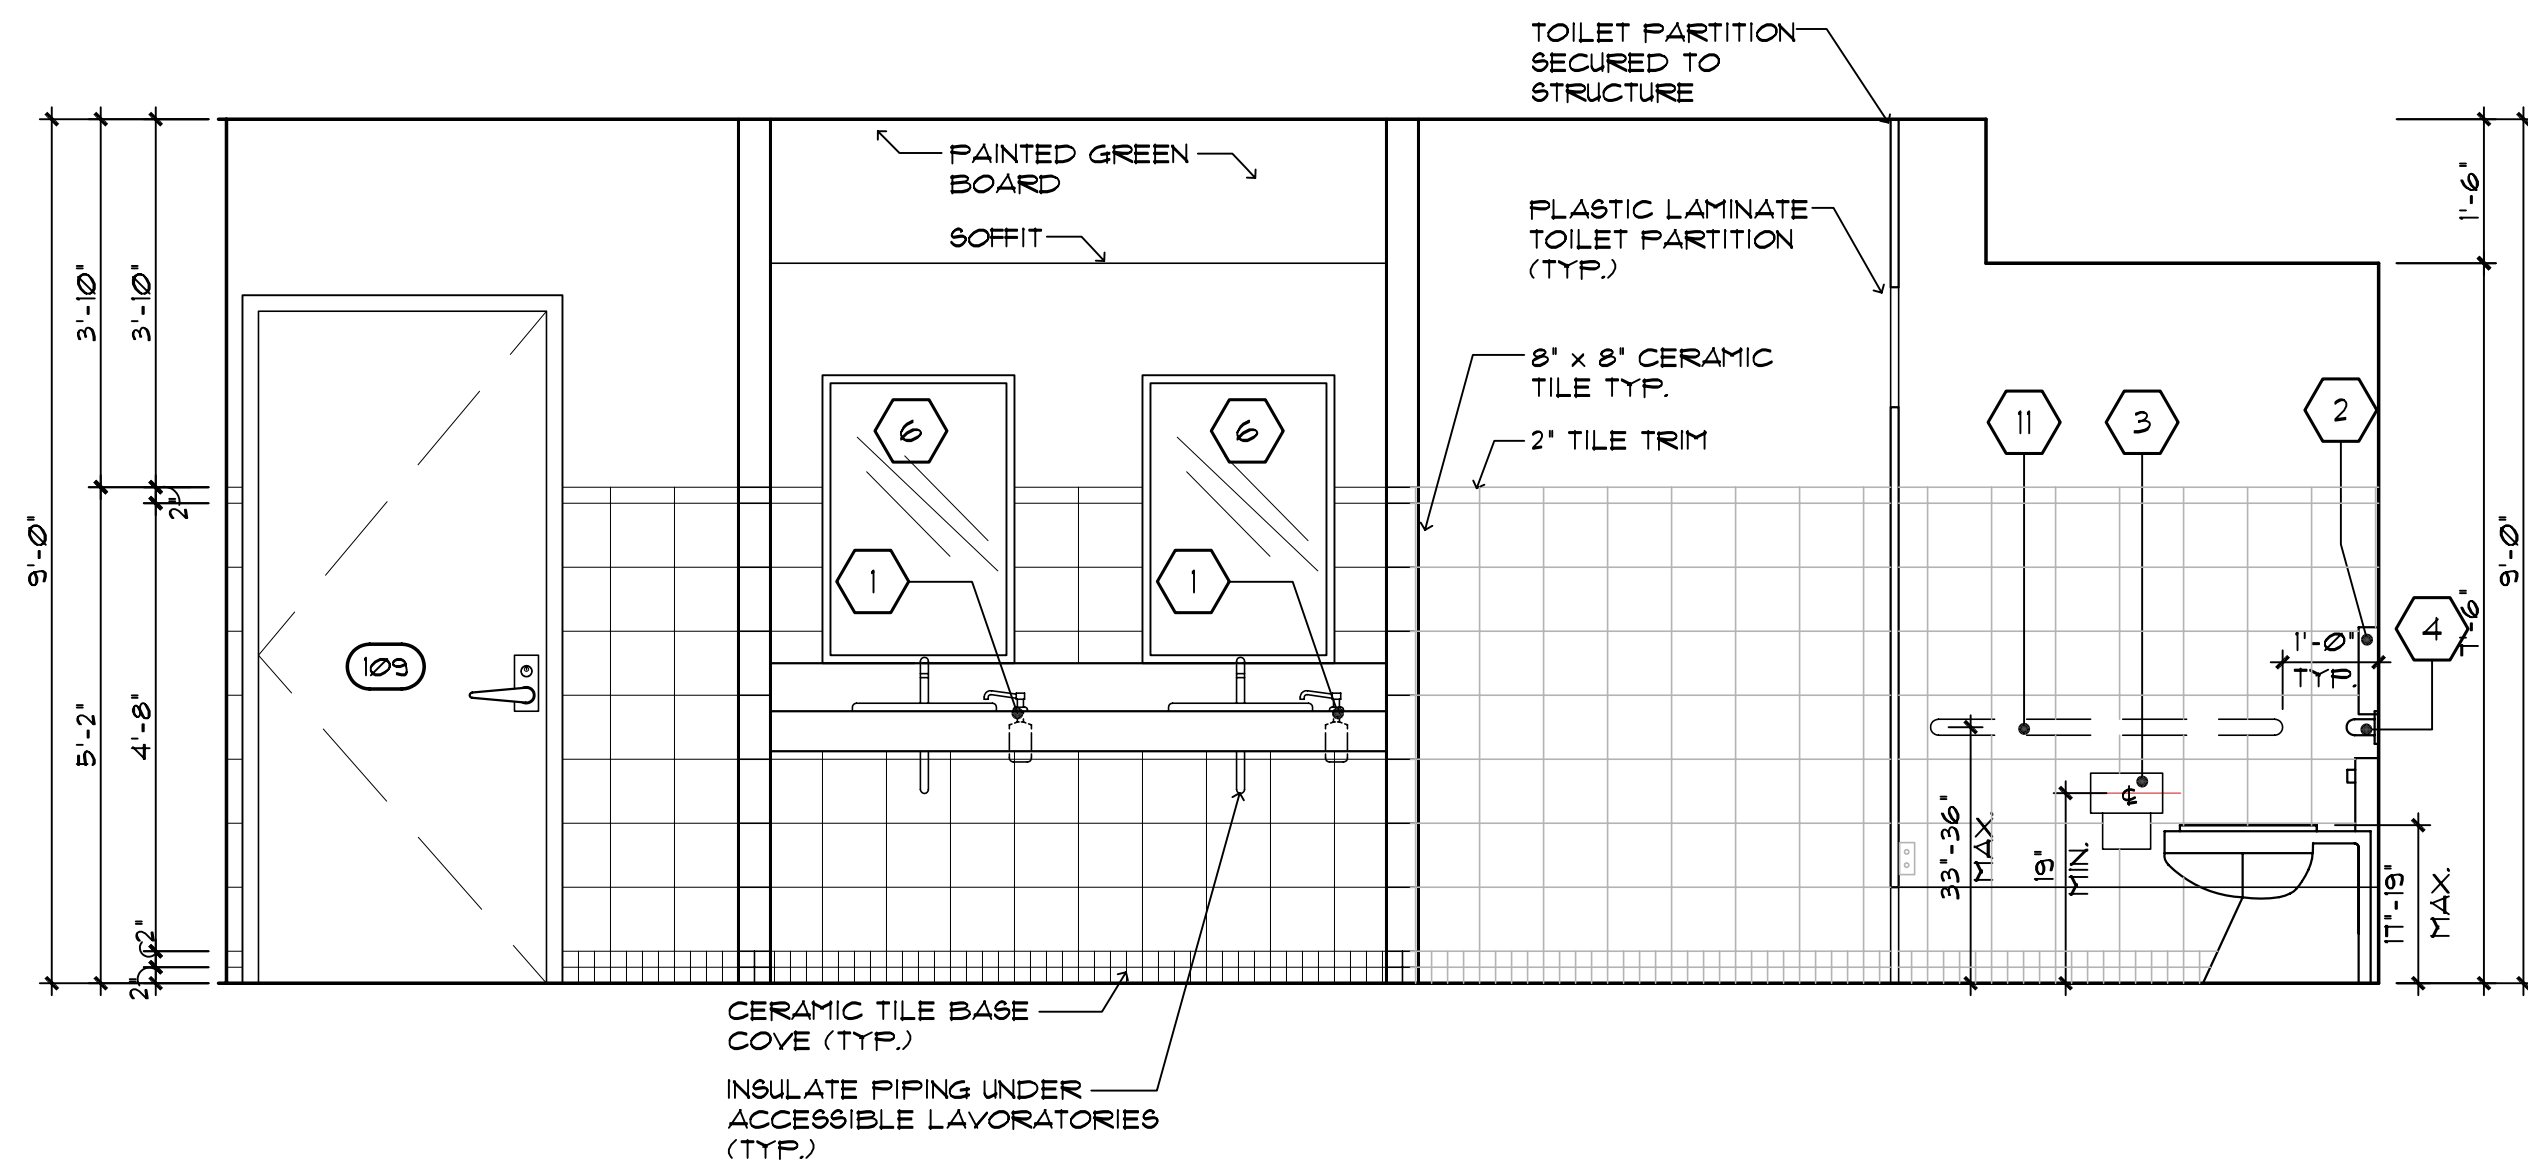 TOILET PARTITION
SECURED TO
STRUCTURE
PAINTED GREEN
BOARD
SOFFIT
PLASTIC LAMINATE
TOILET PARTITION
(TYP.)
8" x 8" CERAMIC
TILE TYP.
2" TILE TRIM
9'-0"
3'-10"
3'-10"
2"
5'-2"
4'-8"
2"
2"
109
6
6
1
1
11
3
2
4
1'-6"
9'-0"
1'-0"
TYP.
₵
33"-36"
MAX.
19"
MIN.
17"-19"
MAX.
CERAMIC TILE BASE
COVE (TYP.)
INSULATE PIPING UNDER
ACCESSIBLE LAVORATORIES
(TYP.)